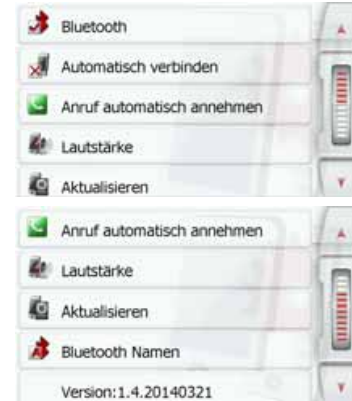 Bluetooth
Automatisch verbinden
Anruf automatisch annehmen
Lautstärke
Aktualisieren
Anruf automatisch annehmen
Lautstärke
Aktualisieren
Bluetooth Namen
Version:1.4.20140321